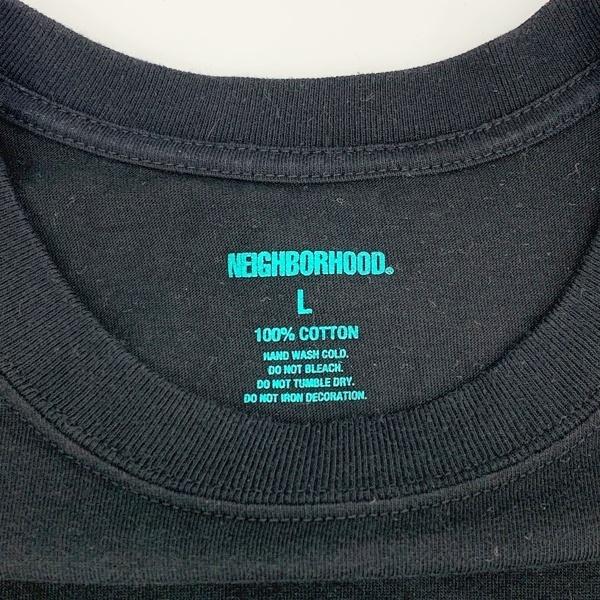 NEIGHBORHOOD®
L
100% COTTON
HAND WASH COLD.
DO NOT BLEACH.
DO NOT TUMBLE DRY.
DO NOT IRON DECORATION.